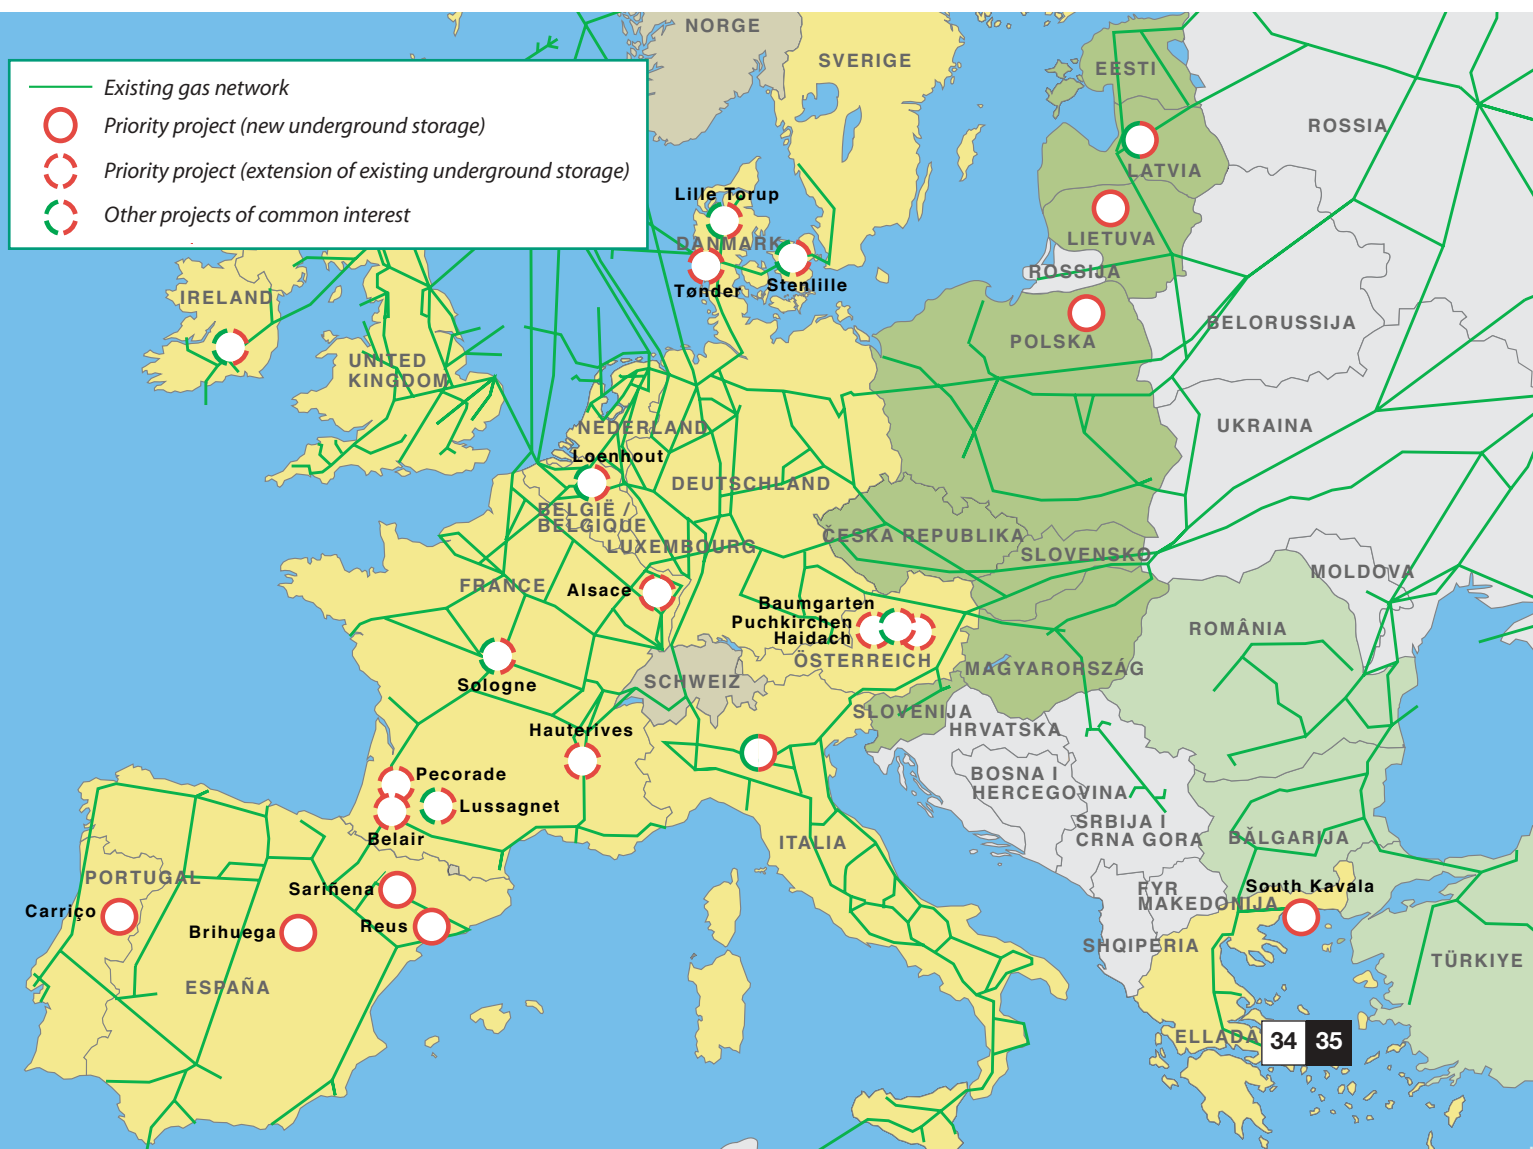 NORGE
SVERIGE
Existing gas network
Priority project (new underground storage)
Priority project (extension of existing underground storage)
Other projects of common interest
EESTI
ROSSIA
LATVIA
Lille Torup
DANMARK
LIETUVA
ROSSIJA
Tønder
Stenlille
IRELAND
BELORUSSIJA
POLSKA
UNITED
KINGDOM
NEDERLAND
UKRAINA
Loenhout
DEUTSCHLAND
BELGIË /
BELGIQUE
LUXEMBOURG
ČESKA REPUBLIKA
SLOVENSKO
MOLDOVA
FRANCE
Alsace
Baumgarten
Puchkirchen
Haidach
ÖSTERREICH
ROMÂNIA
MAGYARORSZÁG
Sologne
SCHWEIZ
SLOVENIJA
HRVATSKA
Hauterives
Pecorade
Lussagnet
Belair
BOSNA I
HERCEGOVINA
SRBIJA I
CRNA GORA
ITALIA
BĂLGARIJA
PORTUGAL
Sariñena
Carriço
Brihuega
Reus
FYR
MAKEDONIJA
South Kavala
SHQIPERIA
ESPAÑA
TÜRKIYE
ELLADA
34 35